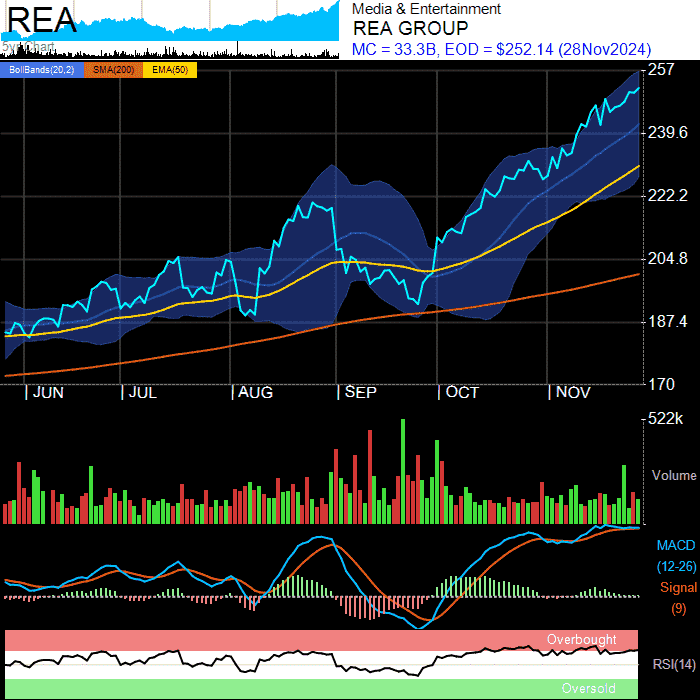 REA
5yr Chart
Media & Entertainment
REA GROUP
MC = 33.3B, EOD = $252.14 (28Nov2024)
BollBands(20,2) SMA(200) EMA(50)
257
239.6
222.2
204.8
187.4
170
JUN JUL AUG SEP OCT NOV
522k
Volume
MACD
(12-26)
Signal
(9)
Overbought
RSI(14)
Oversold